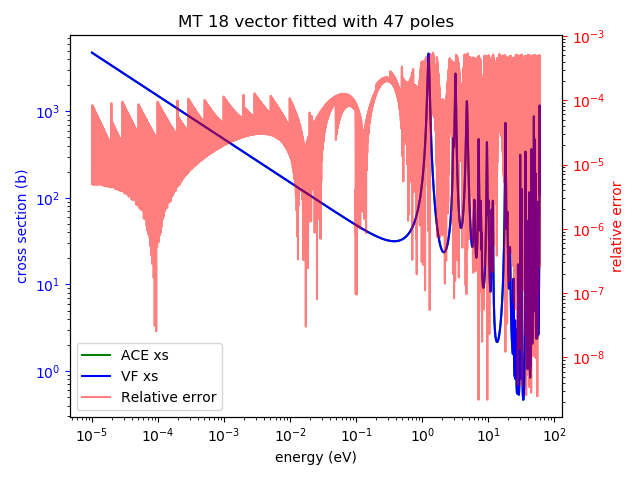 MT 18 vector fitted with 47 poles
cross section (b)
10³
10²
10¹
10⁰
10⁻³
10⁻⁴
10⁻⁵
10⁻⁶
10⁻⁷
10⁻⁸
relative error
ACE xs
VF xs
Relative error
10⁻⁵ 10⁻⁴ 10⁻³ 10⁻² 10⁻¹ 10⁰ 10¹ 10²
energy (eV)